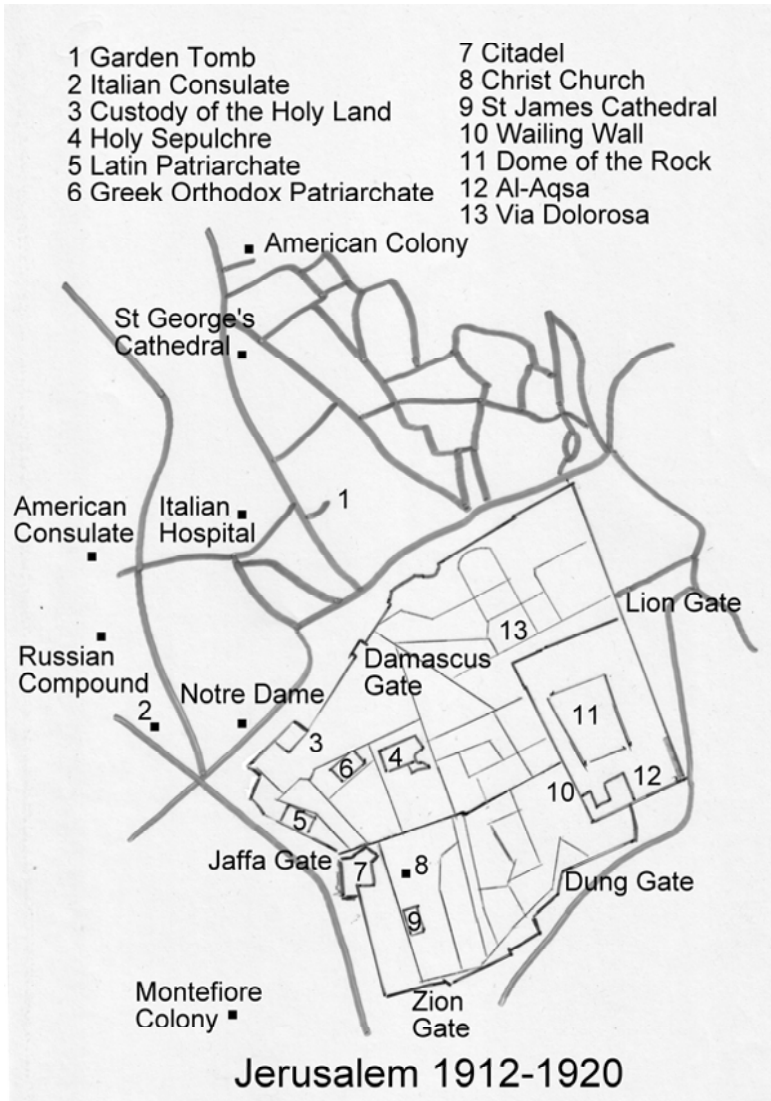 1 Garden Tomb
2 Italian Consulate
3 Custody of the Holy Land
4 Holy Sepulchre
5 Latin Patriarchate
6 Greek Orthodox Patriarchate
7 Citadel
8 Christ Church
9 St James Cathedral
10 Wailing Wall
11 Dome of the Rock
12 Al-Aqsa
13 Via Dolorosa
American Colony
St George's
Cathedral
American
Consulate
Italian
Hospital
1
Lion Gate
13
Damascus
Gate
Russian
Compound
2
Notre Dame
3
6
4
11
10
12
5
Jaffa Gate
7
8
Dung Gate
9
Montefiore
Colony
Zion
Gate
Jerusalem 1912-1920